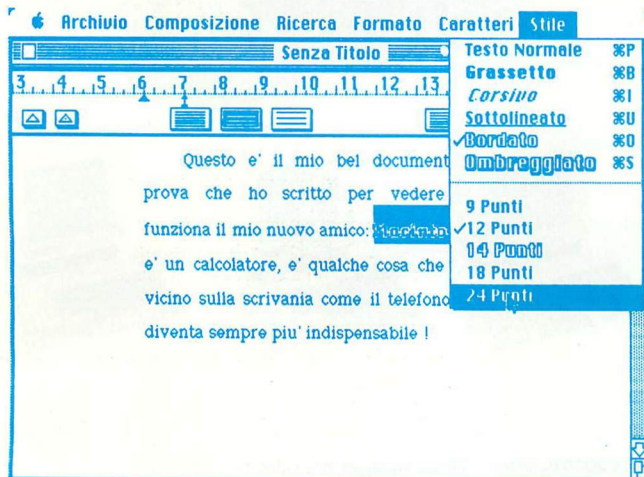 Archivio Composizione Ricerca Formato Caratteri Stile
Senza Titolo
3 4 5 6 7 8 9 10 11 12 13
Testo Normale ⌘P
Grassetto ⌘B
Corsivo ⌘I
Sottolineato ⌘U
✓Bordato ⌘O
Ombreggiato ⌘S
9 Punti
✓12 Punti
14 Punti
18 Punti
24 Punti
Questo e' il mio bel document
prova che ho scritto per vedere
funziona il mio nuovo amico: Macintos
e' un calcolatore, e' qualche cosa che
vicino sulla scrivania come il telefono
diventa sempre piu' indispensabile !